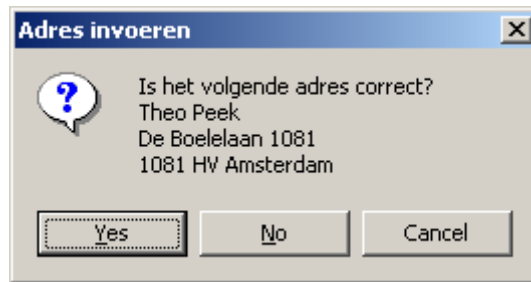 Adres invoeren
Is het volgende adres correct?
Theo Peek
De Boelelaan 1081
1081 HV Amsterdam
Yes No Cancel